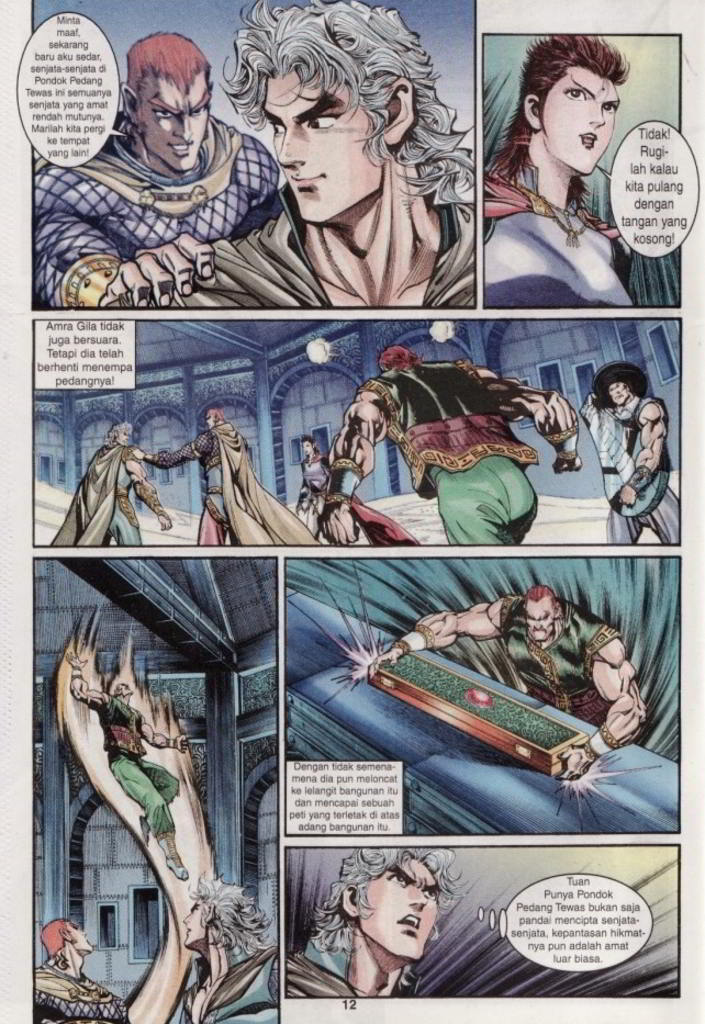 Minta
maaf,
sekarang
baru aku sedar,
senjata-senjata di
Pondok Pedang
Tewas ini semuanya
senjata yang amat
rendah mutunya.
Marilah kita pergi
ke tempat
yang lain!
Tidak!
Rugi-
lah kalau
kita pulang
dengan
tangan yang
kosong!
Amra Gila tidak
juga bersuara.
Tetapi dia telah
berhenti menempa
pedangnya!
Dengan tidak semena-
mena dia pun meloncat
ke lelangit bangunan itu
dan mencapai sebuah
peti yang terletak di atas
adang bangunan itu.
Tuan
Punya Pondok
Pedang Tewas bukan saja
pandai mencipta senjata-
senjata, kepantasan hikmat-
nya pun adalah amat
luar biasa.
12